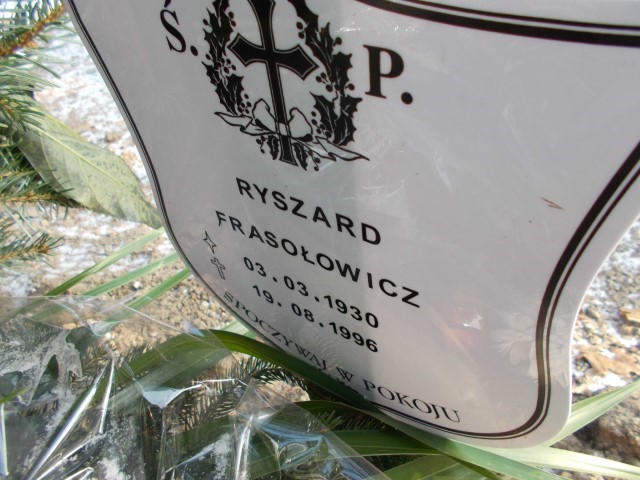 Ś. P.
RYSZARD
FRASOŁOWICZ
03.03.1930
19.08.1996
SPOCZYWAJ W POKOJU